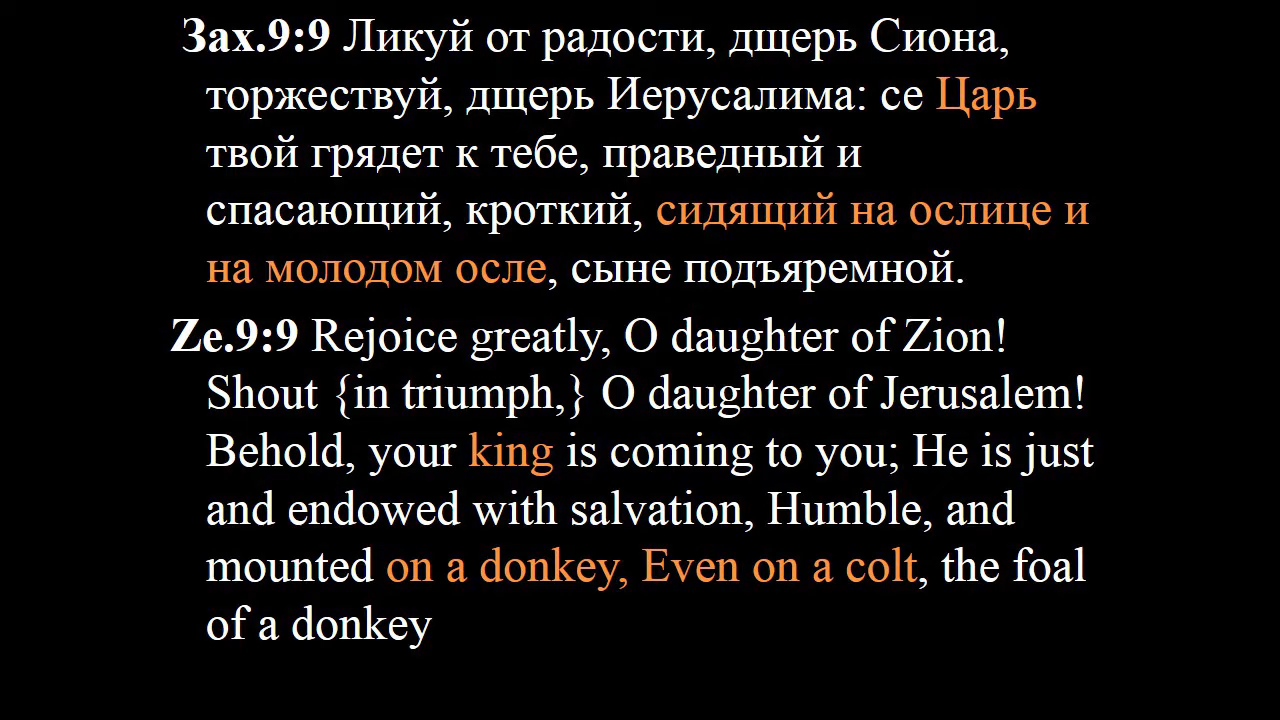 Зах.9:9 Ликуй от радости, дщерь Сиона,
торжествуй, дщерь Иерусалима: се Царь
твой грядет к тебе, праведный и
спасающий, кроткий, сидящий на ослице и
на молодом осле, сыне подъяремной.
Ze.9:9 Rejoice greatly, O daughter of Zion!
Shout {in triumph,} O daughter of Jerusalem!
Behold, your king is coming to you; He is just
and endowed with salvation, Humble, and
mounted on a donkey, Even on a colt, the foal
of a donkey